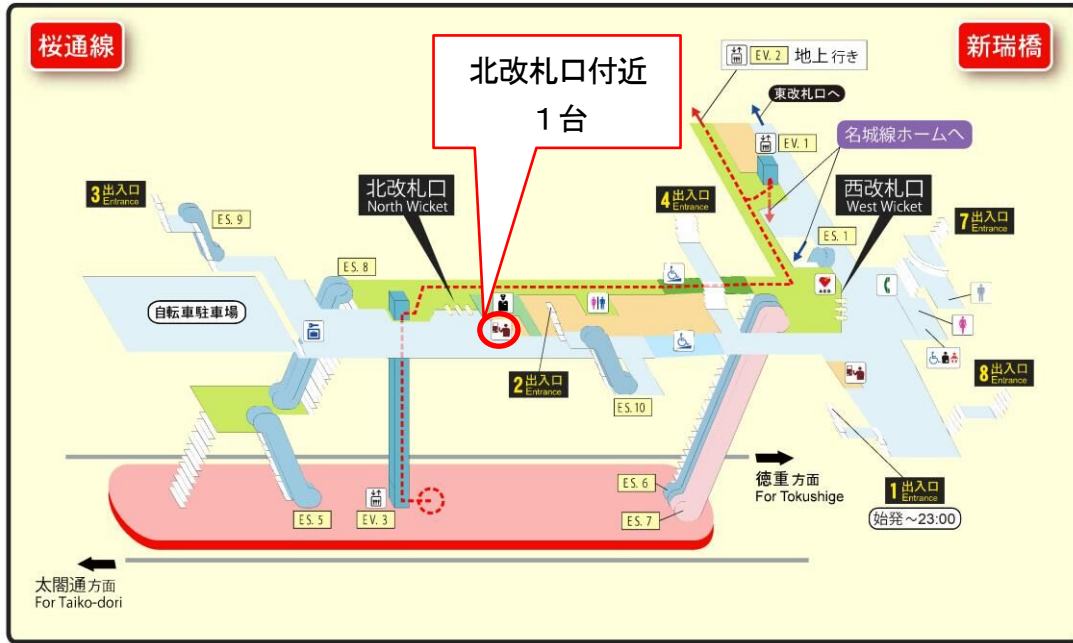 桜通線
新瑞橋
北改札口付近
１台
EV. 2 地上行き
東改札口へ
名城線ホームへ
EV. 1
3 出入口
Entrance
ES. 9
北改札口
North Wicket
4 出入口
Entrance
西改札口
West Wicket
ES. 1
7 出入口
Entrance
ES. 8
自転車駐車場
2 出入口
Entrance
ES. 10
8 出入口
Entrance
徳重方面
For Tokushige
1 出入口
Entrance
始発～23:00
ES. 6
ES. 7
ES. 5
EV. 3
太閤通方面
For Taiko-dori